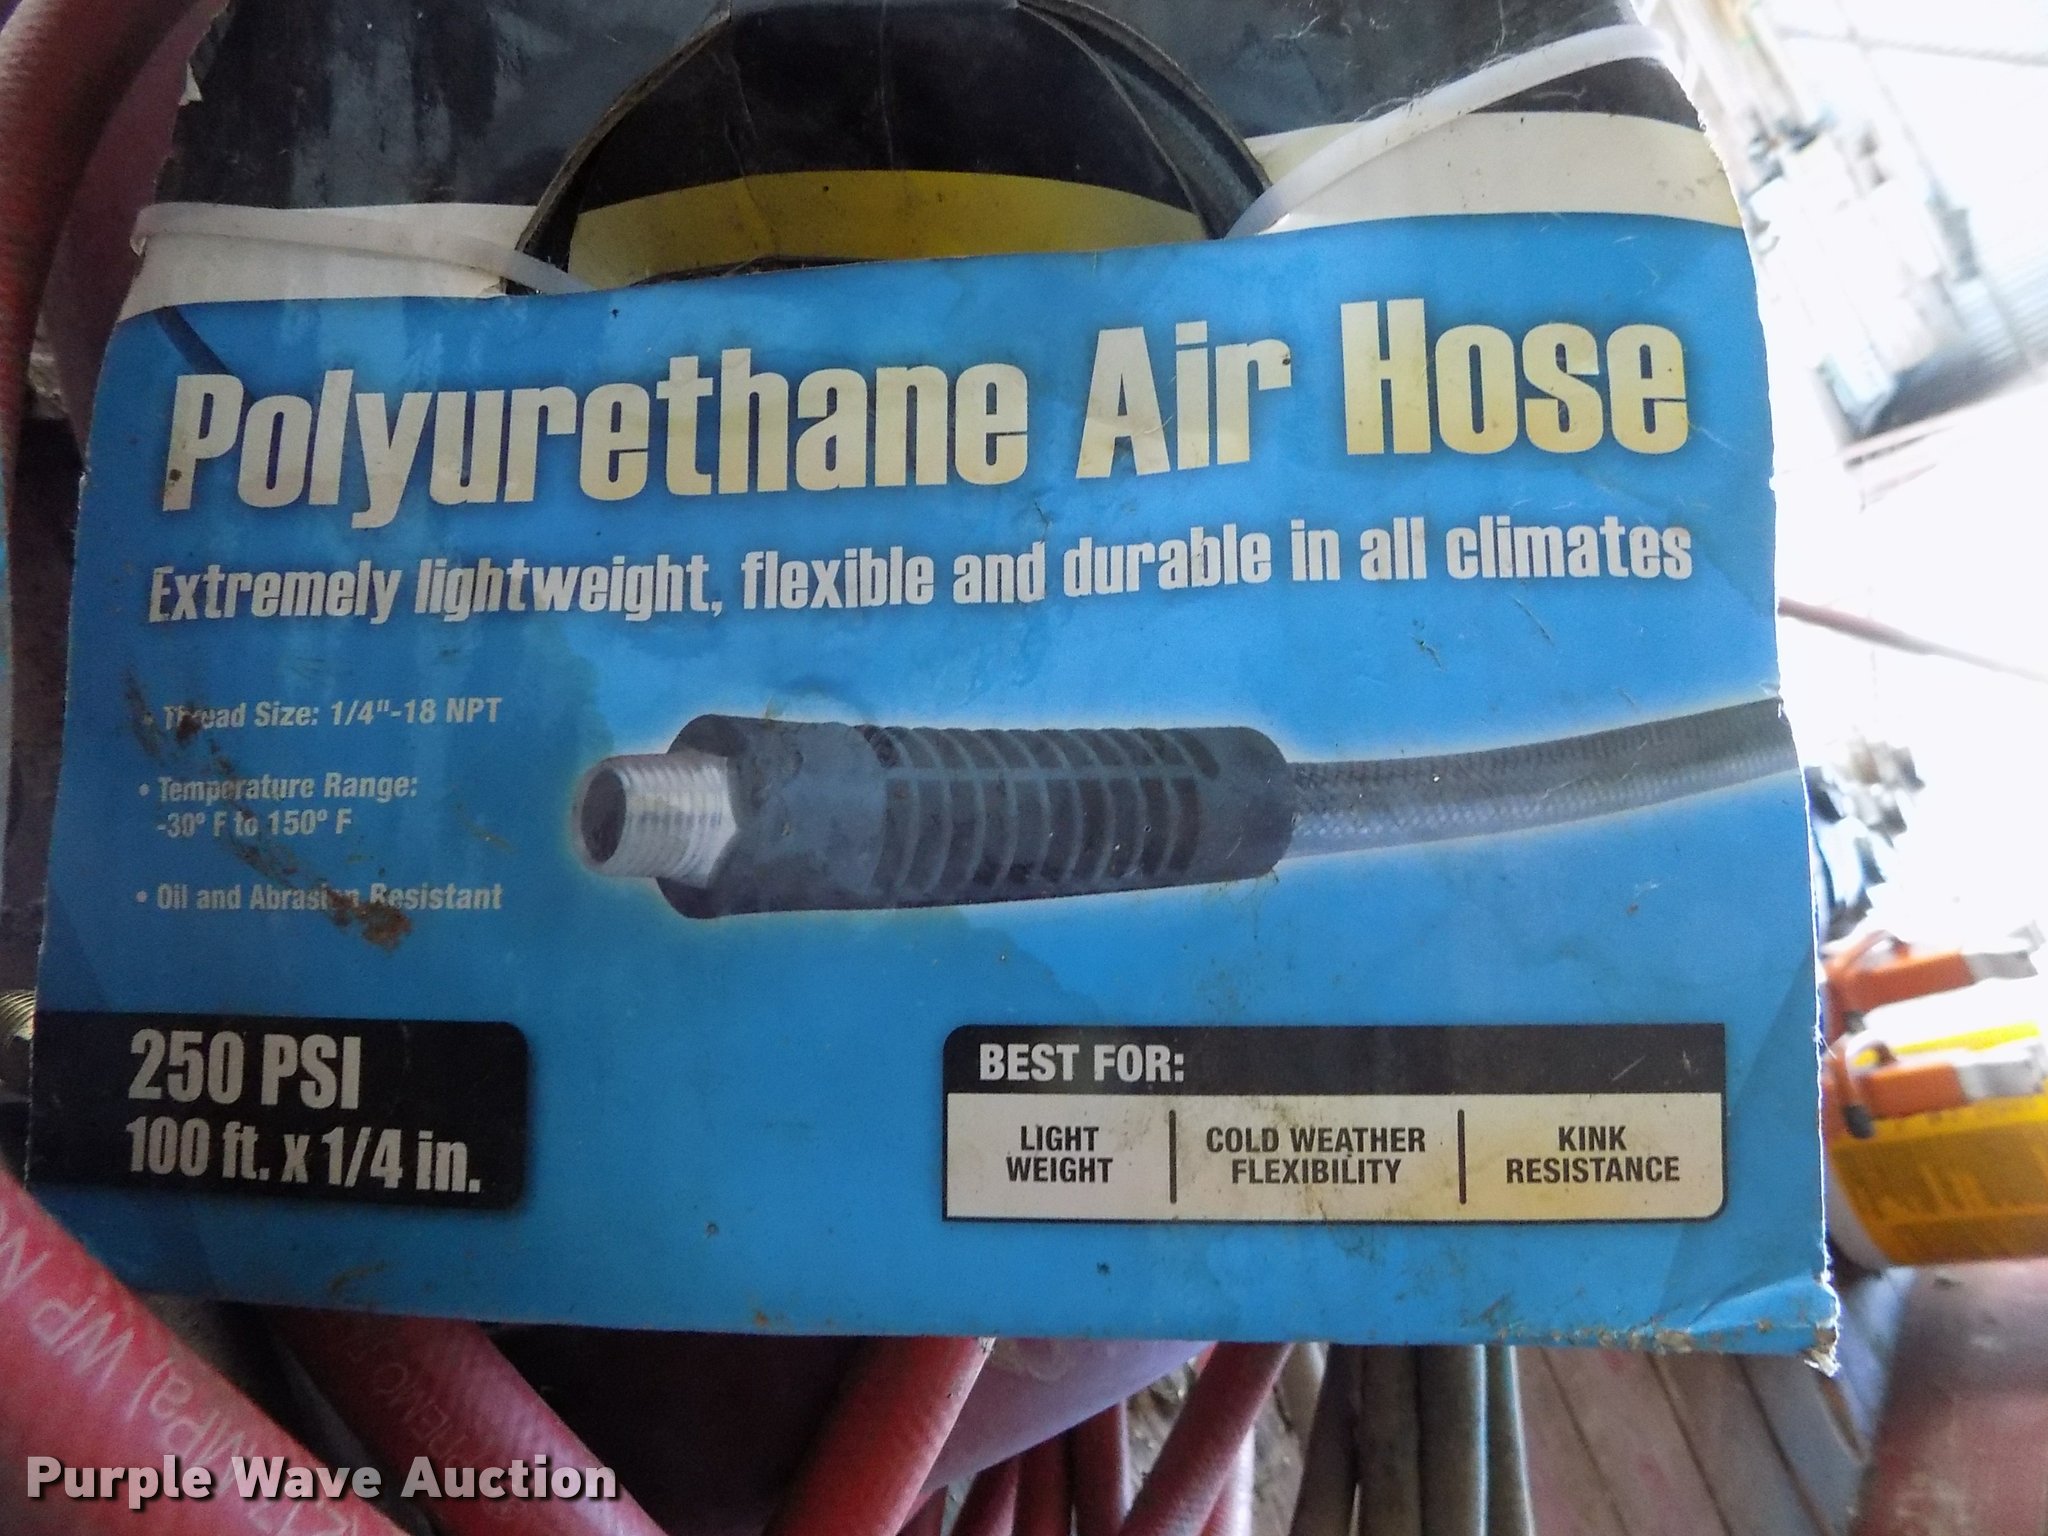 Polyurethane Air Hose
Extremely lightweight, flexible and durable in all climates
• Thread Size: 1/4"-18 NPT
• Temperature Range:
-30° F to 150° F
• Oil and Abrasion Resistant
250 PSI
100 ft. x 1/4 in.
BEST FOR:
LIGHT
WEIGHT
COLD WEATHER
FLEXIBILITY
KINK
RESISTANCE
MPa) WP
Purple Wave Auction